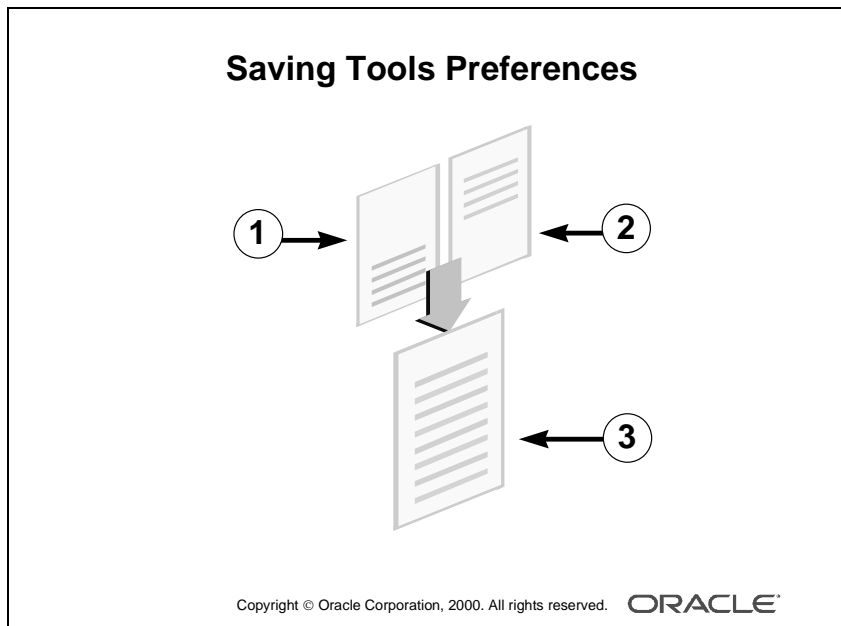 Saving Tools Preferences
1
2
3
Copyright © Oracle Corporation, 2000. All rights reserved. ORACLE®